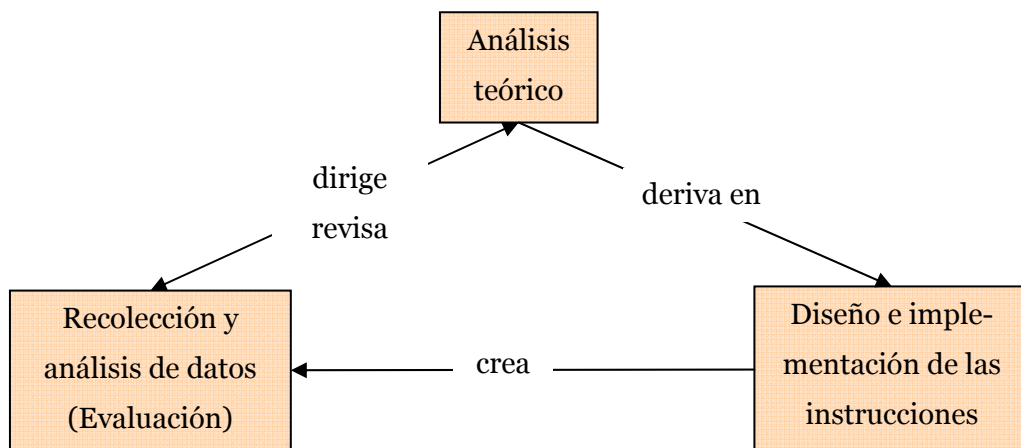 Análisis
teórico
dirige
revisa
deriva en
Recolección y
análisis de datos
(Evaluación)
crea
Diseño e imple-
mentación de las
instrucciones